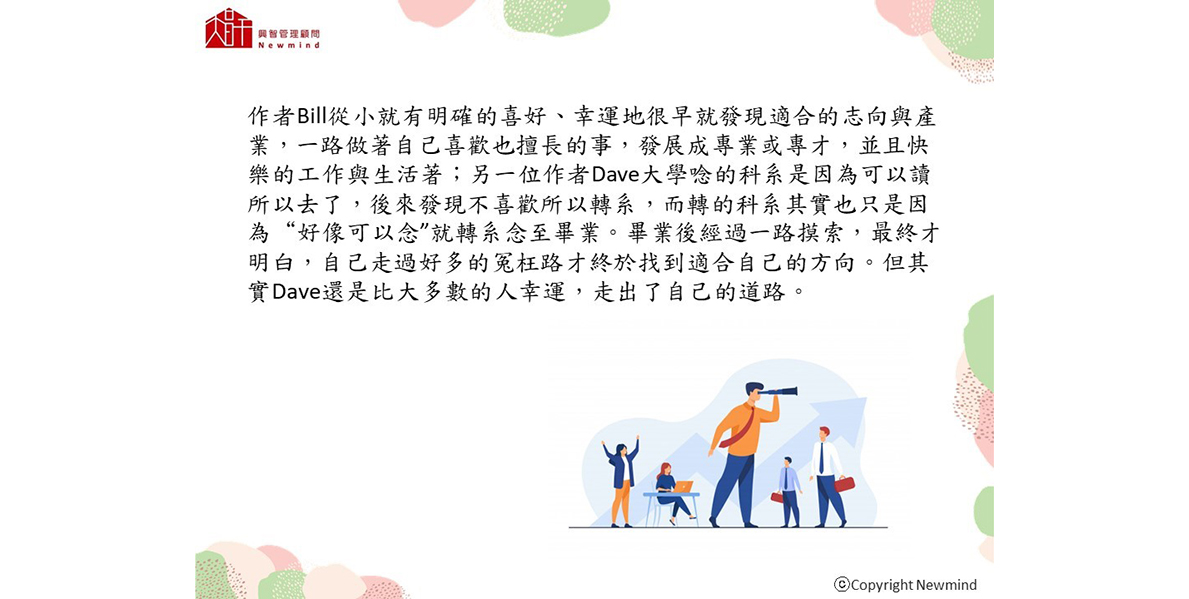 興智管理顧問
Newmind
作者Bill從小就有明確的喜好、幸運地很早就發現適合的志向與產
業，一路做著自己喜歡也擅長的事，發展成專業或專才，並且快
樂的工作與生活著；另一位作者Dave大學唸的科系是因為可以讀
所以去了，後來發現不喜歡所以轉系，而轉的科系其實也只是因
為“好像可以念”就轉系念至畢業。畢業後經過一路摸索，最終才
明白，自己走過好多的冤枉路才終於找到適合自己的方向。但其
實Dave還是比大多數的人幸運，走出了自己的道路。
ⓒCopyright Newmind